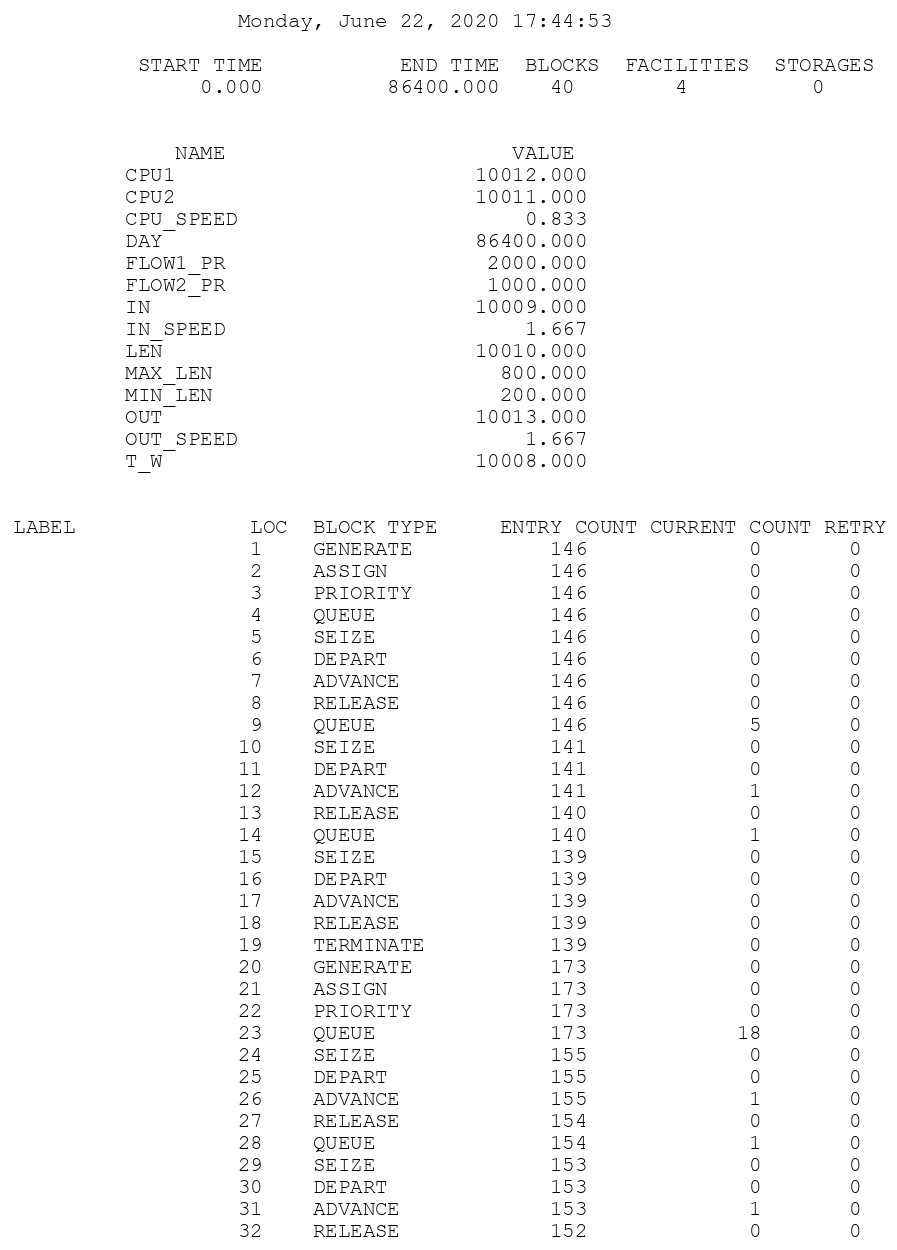 Monday, June 22, 2020 17:44:53
START TIME END TIME BLOCKS FACILITIES STORAGES
0.000 86400.000 40 4 0
NAME VALUE
CPU1 10012.000
CPU2 10011.000
CPU_SPEED 0.833
DAY 86400.000
FLOW1_PR 2000.000
FLOW2_PR 1000.000
IN 10009.000
IN_SPEED 1.667
LEN 10010.000
MAX_LEN 800.000
MIN_LEN 200.000
OUT 10013.000
OUT_SPEED 1.667
T_W 10008.000
LABEL LOC BLOCK TYPE ENTRY COUNT CURRENT COUNT RETRY
1 GENERATE 146 0 0
2 ASSIGN 146 0 0
3 PRIORITY 146 0 0
4 QUEUE 146 0 0
5 SEIZE 146 0 0
6 DEPART 146 0 0
7 ADVANCE 146 0 0
8 RELEASE 146 0 0
9 QUEUE 146 5 0
10 SEIZE 141 0 0
11 DEPART 141 0 0
12 ADVANCE 141 1 0
13 RELEASE 140 0 0
14 QUEUE 140 1 0
15 SEIZE 139 0 0
16 DEPART 139 0 0
17 ADVANCE 139 0 0
18 RELEASE 139 0 0
19 TERMINATE 139 0 0
20 GENERATE 173 0 0
21 ASSIGN 173 0 0
22 PRIORITY 173 0 0
23 QUEUE 173 18 0
24 SEIZE 155 0 0
25 DEPART 155 0 0
26 ADVANCE 155 1 0
27 RELEASE 154 0 0
28 QUEUE 154 1 0
29 SEIZE 153 0 0
30 DEPART 153 0 0
31 ADVANCE 153 1 0
32 RELEASE 152 0 0